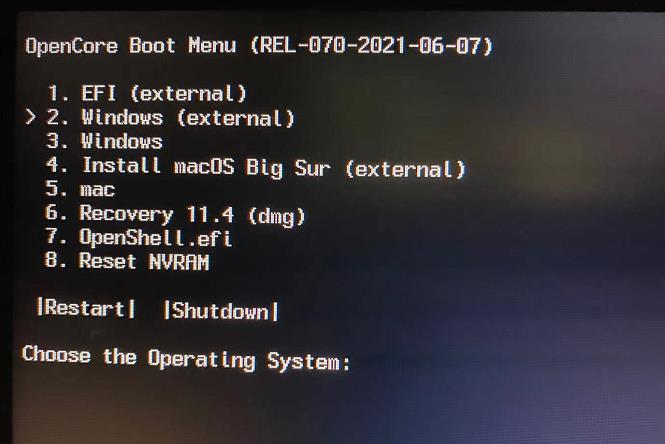 OpenCore Boot Menu (REL-070-2021-06-07)
1. EFI (external)
> 2. Windows (external)
3. Windows
4. Install macOS Big Sur (external)
5. mac
6. Recovery 11.4 (dmg)
7. OpenShell.efi
8. Reset NVRAM
|Restart| |Shutdown|
Choose the Operating System: